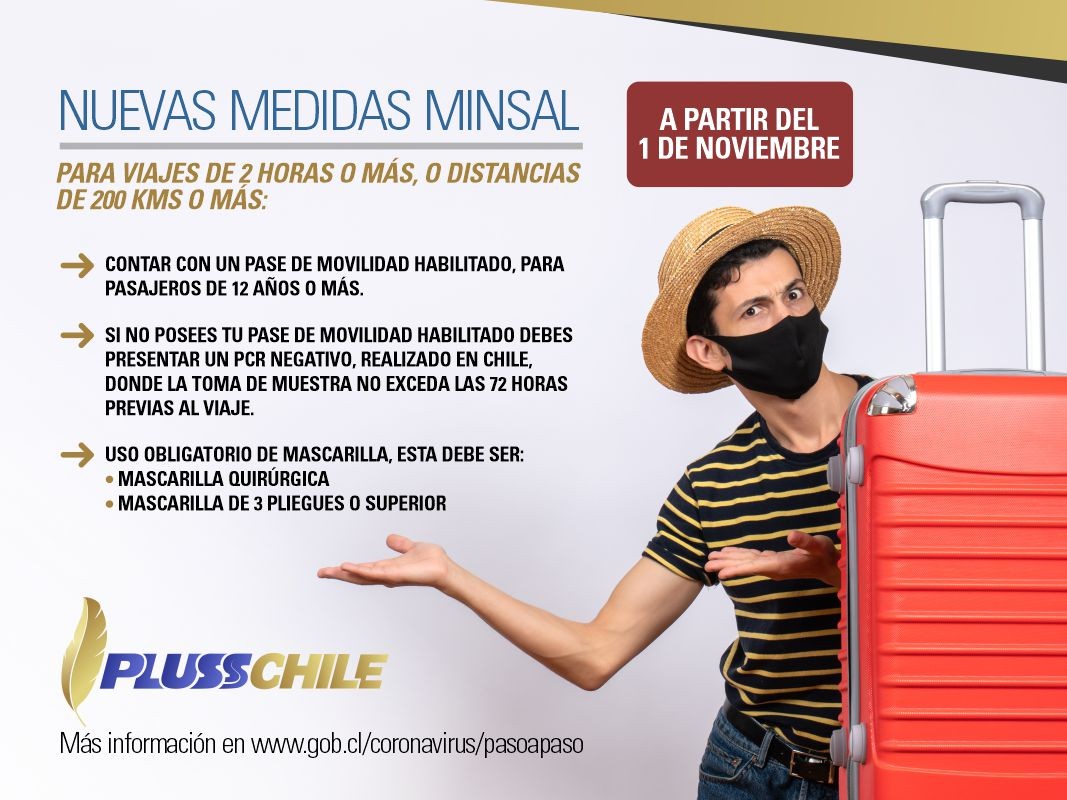 NUEVAS MEDIDAS MINSAL
A PARTIR DEL
1 DE NOVIEMBRE
PARA VIAJES DE 2 HORAS O MÁS, O DISTANCIAS
DE 200 KMS O MÁS:
CONTAR CON UN PASE DE MOVILIDAD HABILITADO, PARA
PASAJEROS DE 12 AÑOS O MÁS.
SI NO POSEES TU PASE DE MOVILIDAD HABILITADO DEBES
PRESENTAR UN PCR NEGATIVO, REALIZADO EN CHILE,
DONDE LA TOMA DE MUESTRA NO EXCEDA LAS 72 HORAS
PREVIAS AL VIAJE.
USO OBLIGATORIO DE MASCARILLA, ESTA DEBE SER:
• MASCARILLA QUIRÚRGICA
• MASCARILLA DE 3 PLIEGUES O SUPERIOR
PLUSSCHILE
Más información en www.gob.cl/coronavirus/pasoapaso